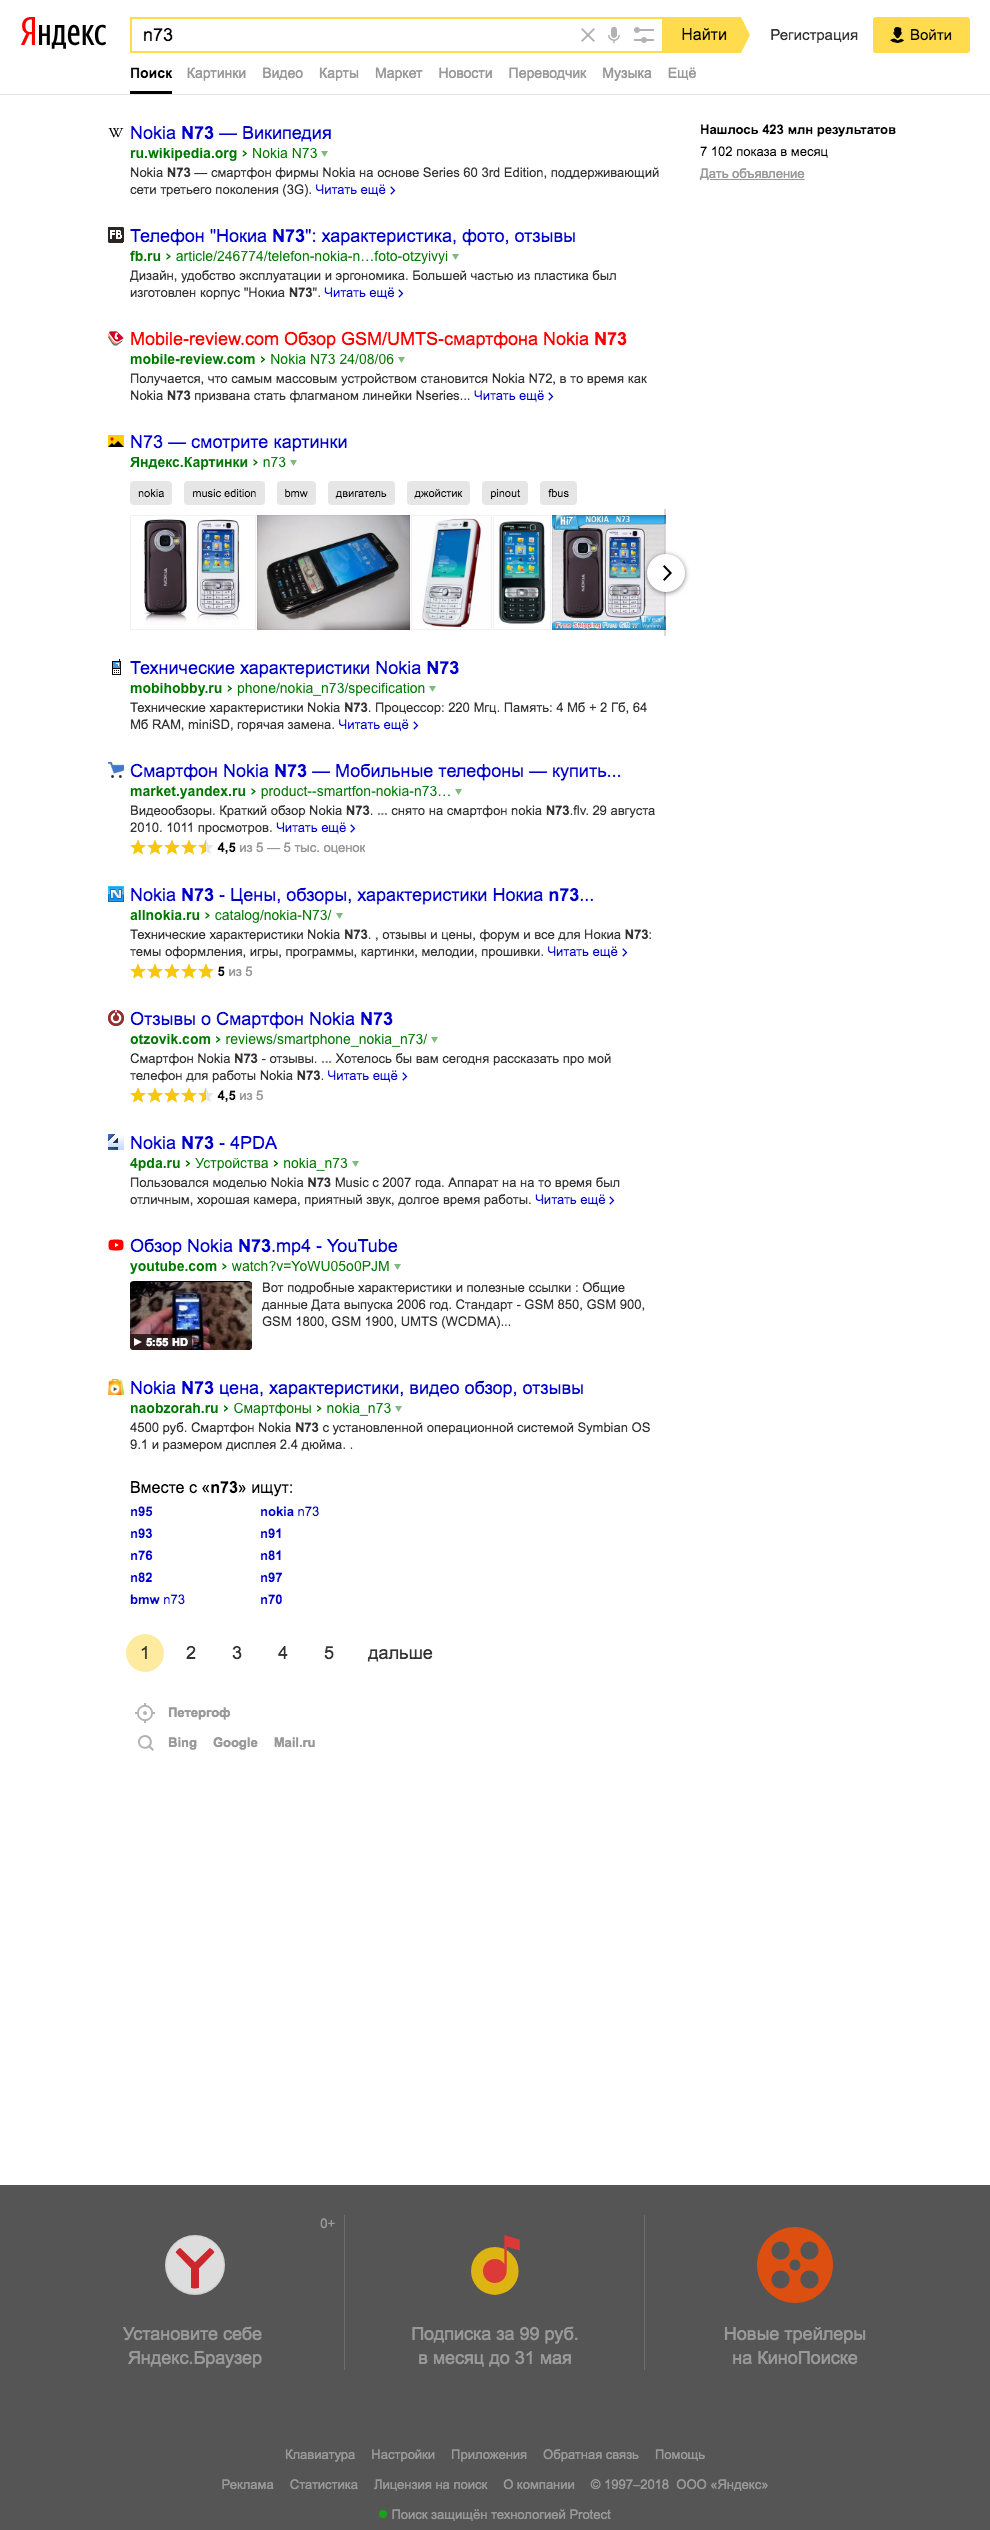 Яндекс
n73
Найти
Регистрация
Войти
Поиск Картинки Видео Карты Маркет Новости Переводчик Музыка Ещё
Nokia N73 — Википедия
ru.wikipedia.org › Nokia N73
Nokia N73 — смартфон фирмы Nokia на основе Series 60 3rd Edition, поддерживающий
сети третьего поколения (3G). Читать ещё ›
Нашлось 423 млн результатов
7 102 показа в месяц
Дать объявление
FB Телефон "Нокиа N73": характеристика, фото, отзывы
fb.ru › article/246774/telefon-nokia-n…foto-otzyivyi
Дизайн, удобство эксплуатации и эргономика. Большей частью из пластика был
изготовлен корпус "Нокиа N73". Читать ещё ›
Mobile-review.com Обзор GSM/UMTS-смартфона Nokia N73
mobile-review.com › Nokia N73 24/08/06
Получается, что самым массовым устройством становится Nokia N72, в то время как
Nokia N73 призвана стать флагманом линейки Nseries... Читать ещё ›
N73 — смотрите картинки
Яндекс.Картинки › n73
nokia music edition bmw двигатель джойстик pinout fbus
Hi7 NOKIA N73
NOKIA
Free Shipping Free Gift
Технические характеристики Nokia N73
mobihobby.ru › phone/nokia_n73/specification
Технические характеристики Nokia N73. Процессор: 220 Мгц. Память: 4 Мб + 2 Гб, 64
Мб RAM, miniSD, горячая замена. Читать ещё ›
Смартфон Nokia N73 — Мобильные телефоны — купить...
market.yandex.ru › product--smartfon-nokia-n73…
Видеообзоры. Краткий обзор Nokia N73. ... снято на смартфон nokia N73.flv. 29 августа
2010. 1011 просмотров. Читать ещё ›
4,5 из 5 — 5 тыс. оценок
Nokia N73 - Цены, обзоры, характеристики Нокиа n73...
allnokia.ru › catalog/nokia-N73/
Технические характеристики Nokia N73. , отзывы и цены, форум и все для Нокиа N73:
темы оформления, игры, программы, картинки, мелодии, прошивки. Читать ещё ›
5 из 5
Отзывы о Смартфон Nokia N73
otzovik.com › reviews/smartphone_nokia_n73/
Смартфон Nokia N73 - отзывы. ... Хотелось бы вам сегодня рассказать про мой
телефон для работы Nokia N73. Читать ещё ›
4,5 из 5
Nokia N73 - 4PDA
4pda.ru › Устройства › nokia_n73
Пользовался моделью Nokia N73 Music с 2007 года. Аппарат на на то время был
отличным, хорошая камера, приятный звук, долгое время работы. Читать ещё ›
Обзор Nokia N73.mp4 - YouTube
youtube.com › watch?v=YoWU05o0PJM
Вот подробные характеристики и полезные ссылки : Общие
данные Дата выпуска 2006 год. Стандарт - GSM 850, GSM 900,
GSM 1800, GSM 1900, UMTS (WCDMA)...
5:55 HD
Nokia N73 цена, характеристики, видео обзор, отзывы
naobzorah.ru › Смартфоны › nokia_n73
4500 руб. Смартфон Nokia N73 с установленной операционной системой Symbian OS
9.1 и размером дисплея 2.4 дюйма. .
Вместе с «n73» ищут:
n95 nokia n73
n93 n91
n76 n81
n82 n97
bmw n73 n70
1 2 3 4 5 дальше
Петергоф
Bing Google Mail.ru
0+
Установите себе
Яндекс.Браузер
Подписка за 99 руб.
в месяц до 31 мая
Новые трейлеры
на КиноПоиске
Клавиатура Настройки Приложения Обратная связь Помощь
Реклама Статистика Лицензия на поиск О компании © 1997–2018 ООО «Яндекс»
Поиск защищён технологией Protect